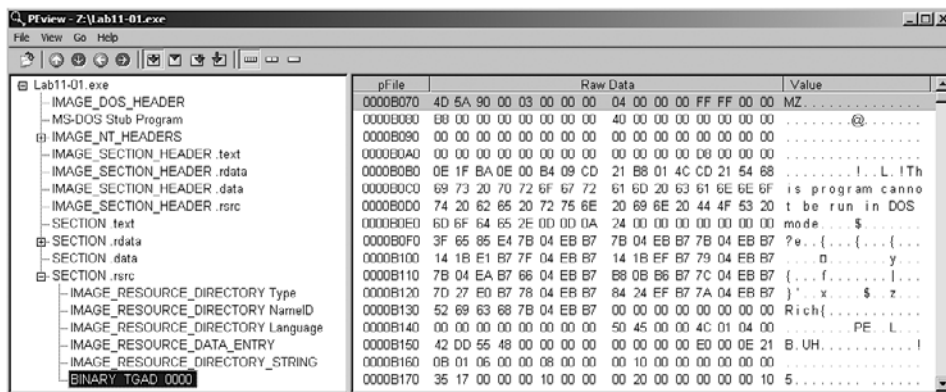 PEview - Z:\Lab11-01.exe
File View Go Help
Lab11-01.exe
IMAGE_DOS_HEADER
MS-DOS Stub Program
IMAGE_NT_HEADERS
IMAGE_SECTION_HEADER .text
IMAGE_SECTION_HEADER .rdata
IMAGE_SECTION_HEADER .data
IMAGE_SECTION_HEADER .rsrc
SECTION .text
SECTION .rdata
SECTION .data
SECTION .rsrc
IMAGE_RESOURCE_DIRECTORY Type
IMAGE_RESOURCE_DIRECTORY NameID
IMAGE_RESOURCE_DIRECTORY Language
IMAGE_RESOURCE_DATA_ENTRY
IMAGE_RESOURCE_DIRECTORY_STRING
BINARY TGAD 0000
pFile Raw Data Value
0000B070 4D 5A 90 00 03 00 00 00 04 00 00 00 FF FF 00 00 MZ..............
0000B080 B8 00 00 00 00 00 00 00 40 00 00 00 00 00 00 00 ........@.......
0000B090 00 00 00 00 00 00 00 00 00 00 00 00 00 00 00 00 ................
0000B0A0 00 00 00 00 00 00 00 00 00 00 00 00 D8 00 00 00 ................
0000B0B0 0E 1F BA 0E 00 B4 09 CD 21 B8 01 4C CD 21 54 68 ........!..L.!Th
0000B0C0 69 73 20 70 72 6F 67 72 61 6D 20 63 61 6E 6E 6F is program canno
0000B0D0 74 20 62 65 20 72 75 6E 20 69 6E 20 44 4F 53 20 t be run in DOS
0000B0E0 6D 6F 64 65 2E 0D 0D 0A 24 00 00 00 00 00 00 00 mode....$.......
0000B0F0 3F 65 85 E4 7B 04 EB B7 7B 04 EB B7 7B 04 EB B7 ?e..{...{...{...
0000B100 14 1B E1 B7 7F 04 EB B7 14 1B EF B7 79 04 EB B7 ............y...
0000B110 7B 04 EA B7 66 04 EB B7 B8 0B B6 B7 7C 04 EB B7 {...f.......|...
0000B120 7D 27 E0 B7 78 04 EB B7 84 24 EF B7 7A 04 EB B7 }'..x....$..z...
0000B130 52 69 63 68 7B 04 EB B7 00 00 00 00 00 00 00 00 Rich{...........
0000B140 00 00 00 00 00 00 00 00 50 45 00 00 4C 01 04 00 ........PE..L...
0000B150 42 DD 55 48 00 00 00 00 00 00 00 00 E0 00 0E 21 B.UH...........!
0000B160 0B 01 06 00 00 08 00 00 00 10 00 00 00 00 00 00 ................
0000B170 35 17 00 00 00 10 00 00 00 20 00 00 00 00 00 10 5...............